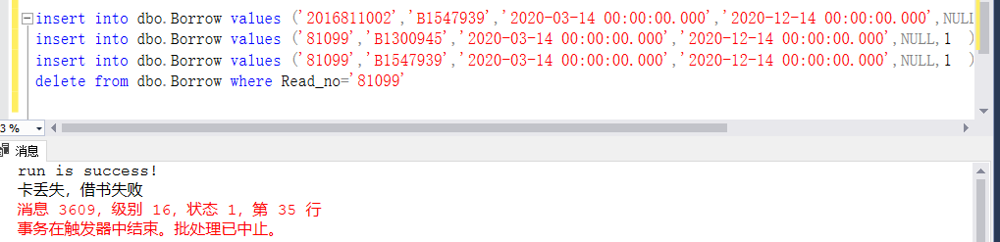 insert into dbo.Borrow values ('2016811002','B1547939','2020-03-14 00:00:00.000','2020-12-14 00:00:00.000',NULL
insert into dbo.Borrow values ('81099','B1300945','2020-03-14 00:00:00.000','2020-12-14 00:00:00.000',NULL,1 )
insert into dbo.Borrow values ('81099','B1547939','2020-03-14 00:00:00.000','2020-12-14 00:00:00.000',NULL,1 )
delete from dbo.Borrow where Read_no='81099'
3 %
消息
run is success!
卡丢失，借书失败
消息 3609，级别 16，状态 1，第 35 行
事务在触发器中结束。批处理已中止。